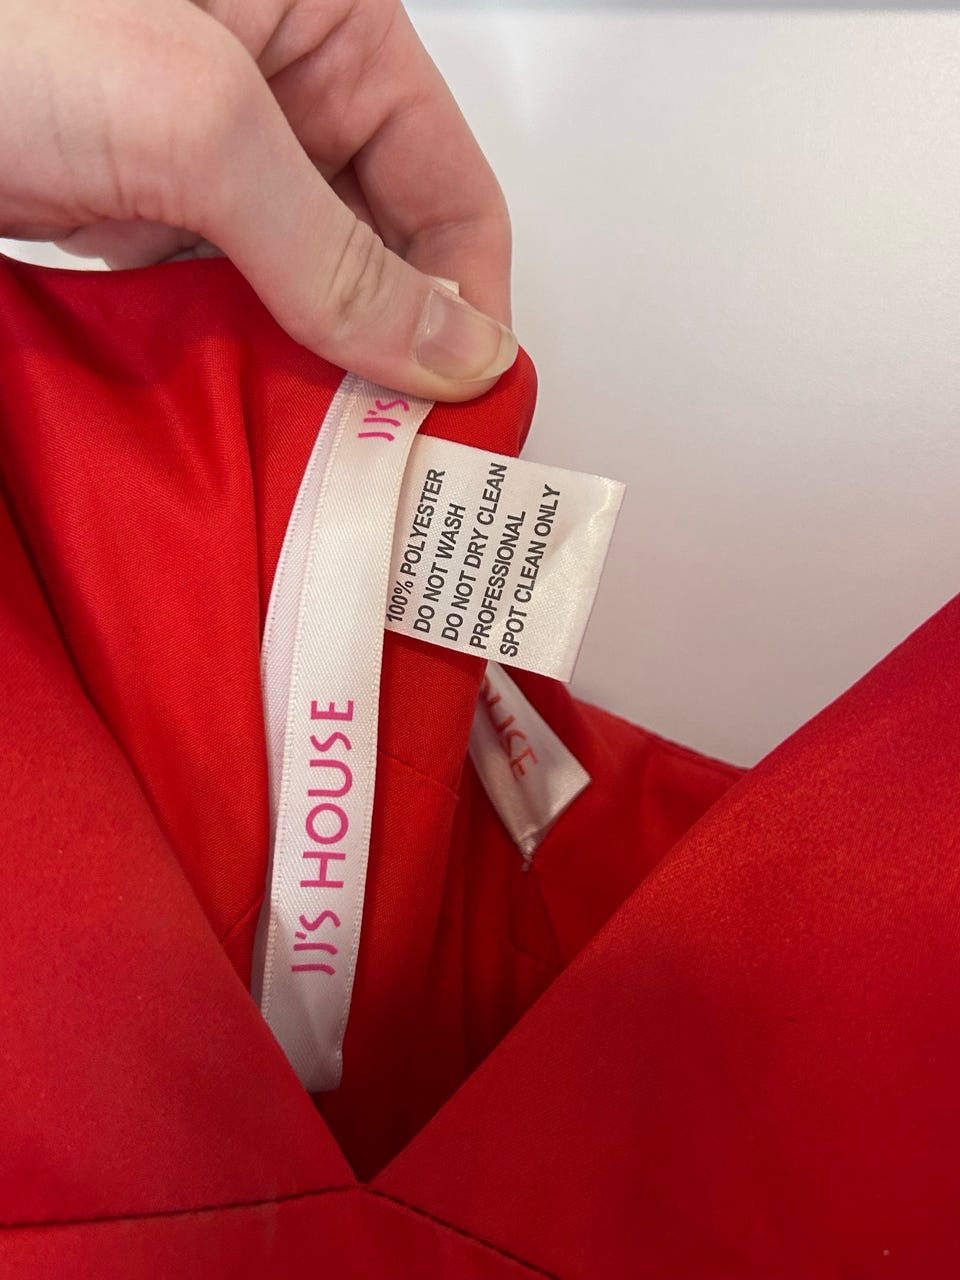 JJ'S
100% POLYESTER
DO NOT WASH
DO NOT DRY CLEAN
PROFESSIONAL
SPOT CLEAN ONLY
JJ'S HOUSE